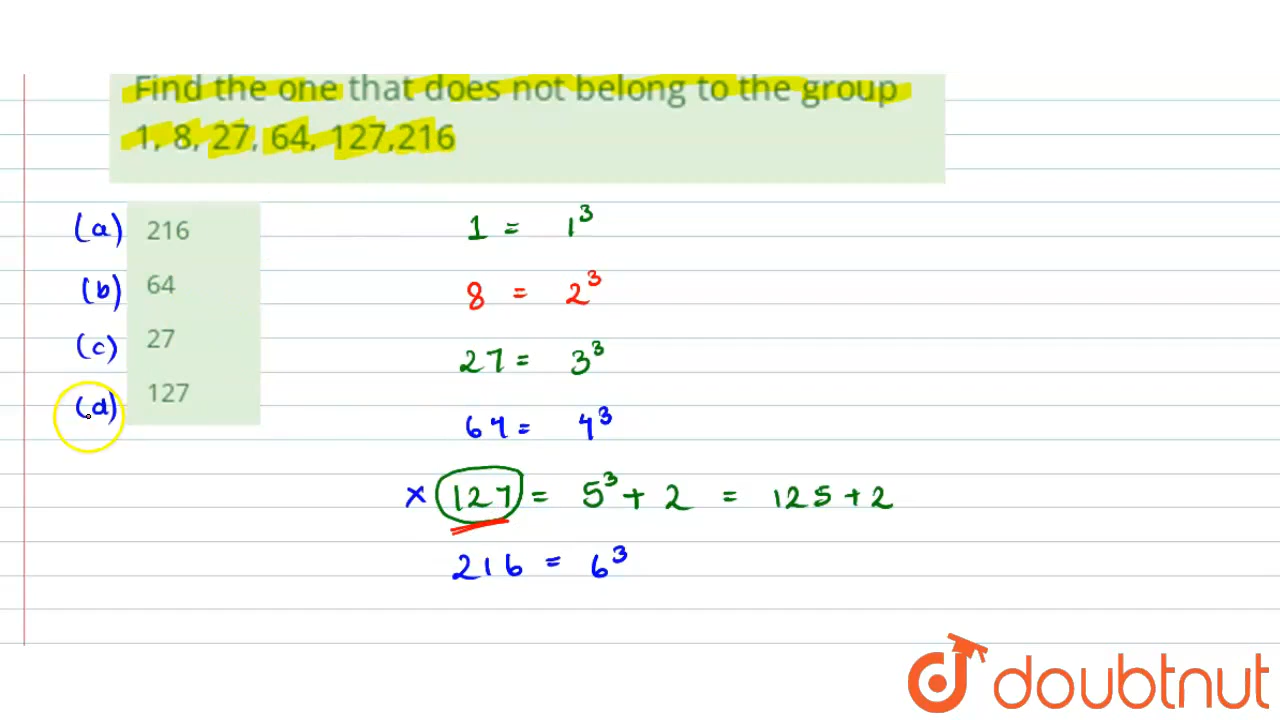 Find the one that does not belong to the group
1, 8, 27, 64, 127,216
(a) 216
(b) 64
(c) 27
(d) 127
1 = 1³
8 = 2³
27 = 3³
64 = 4³
× 127 = 5³ + 2 = 125 + 2
216 = 6³
doubtnut